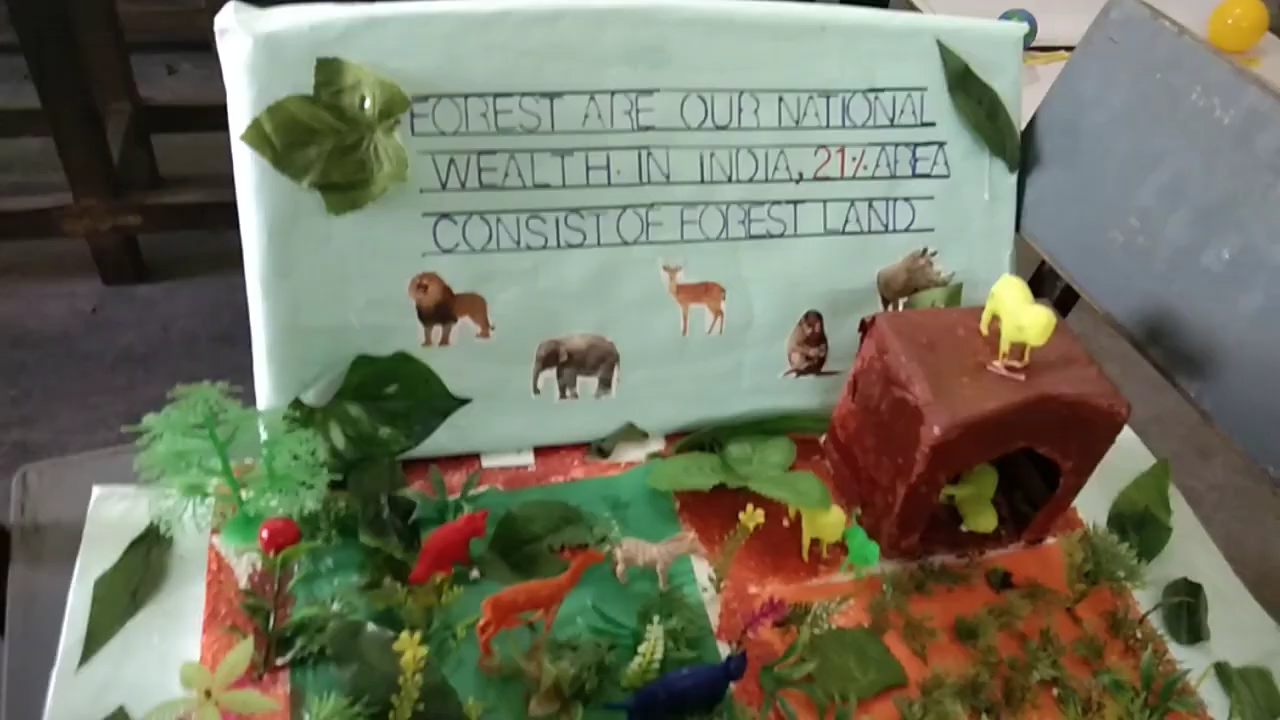 FOREST ARE OUR NATIONAL
WEALTH. IN INDIA, 21% AREA
CONSIST OF FOREST LAND